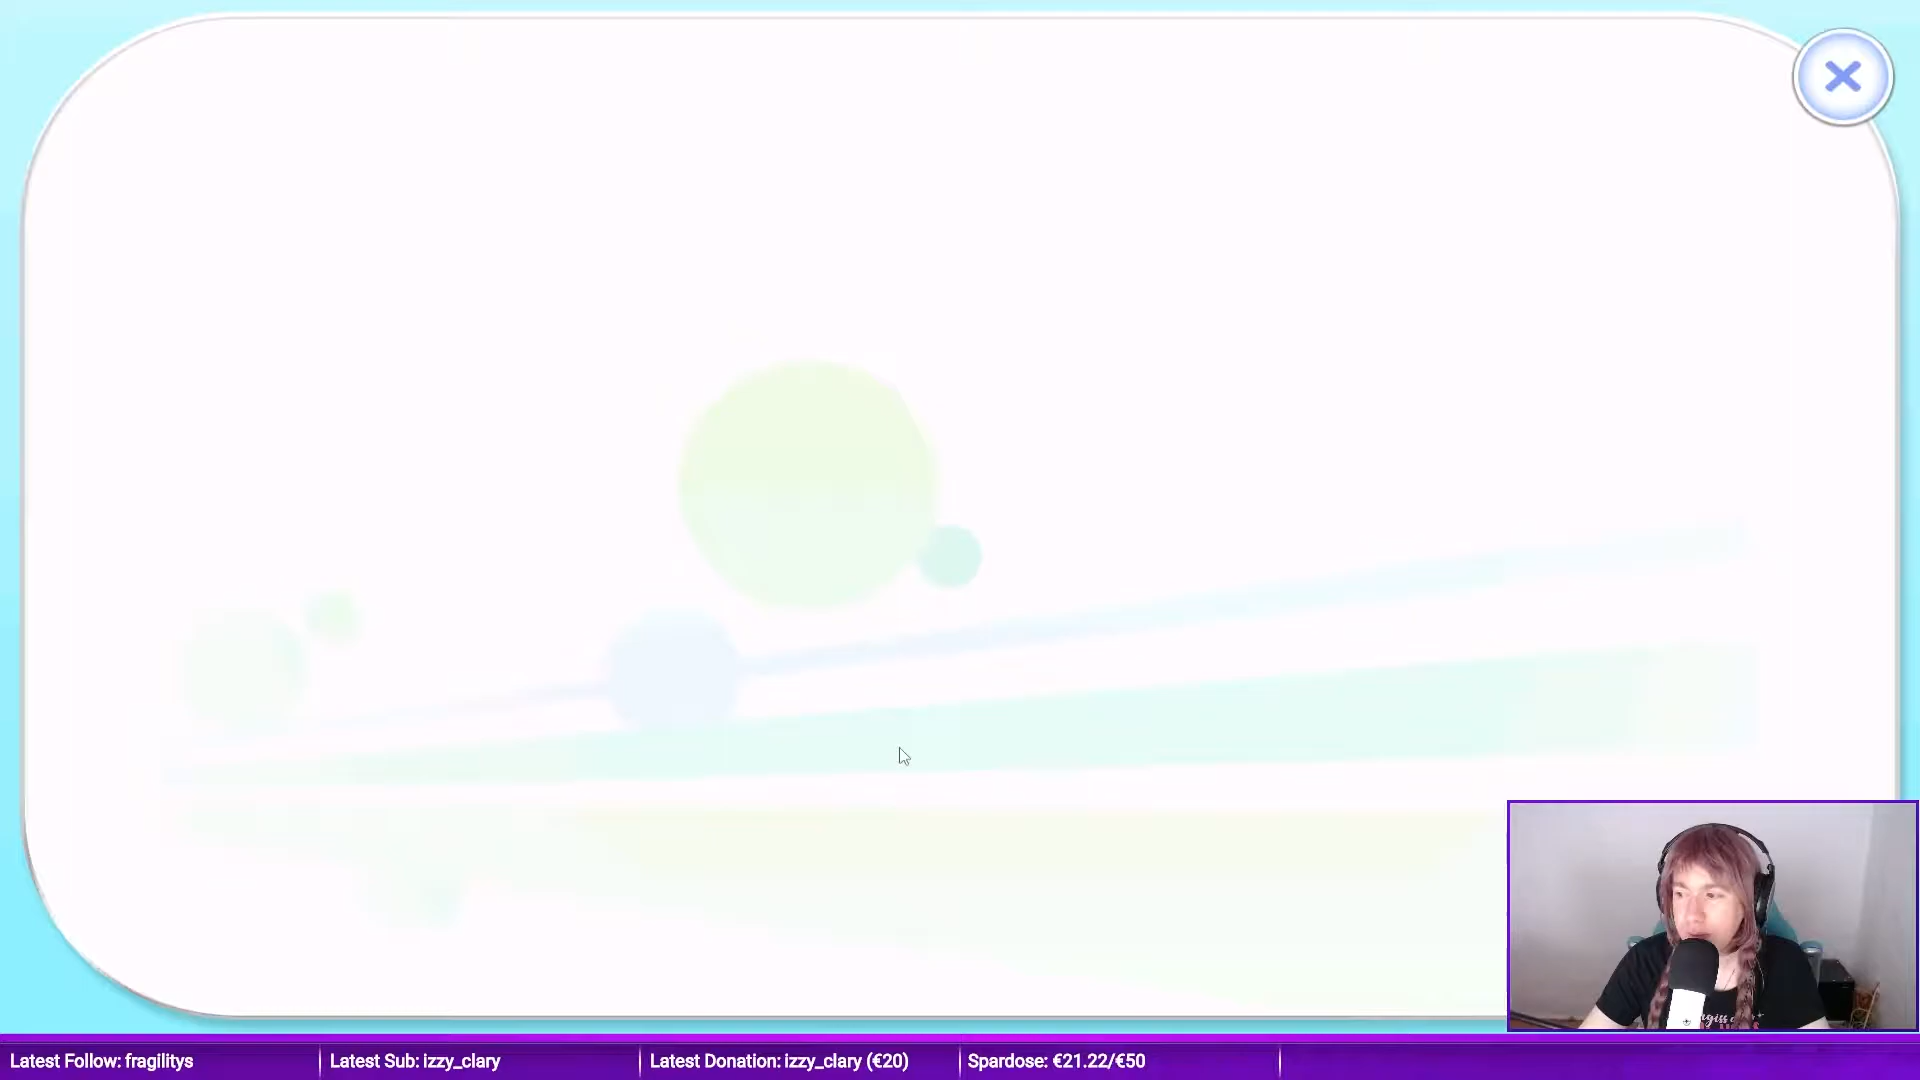 Latest Follow: fragilitys
Latest Sub: izzy_clary
Latest Donation: izzy_clary (€20)
Spardose: €21.22/€50